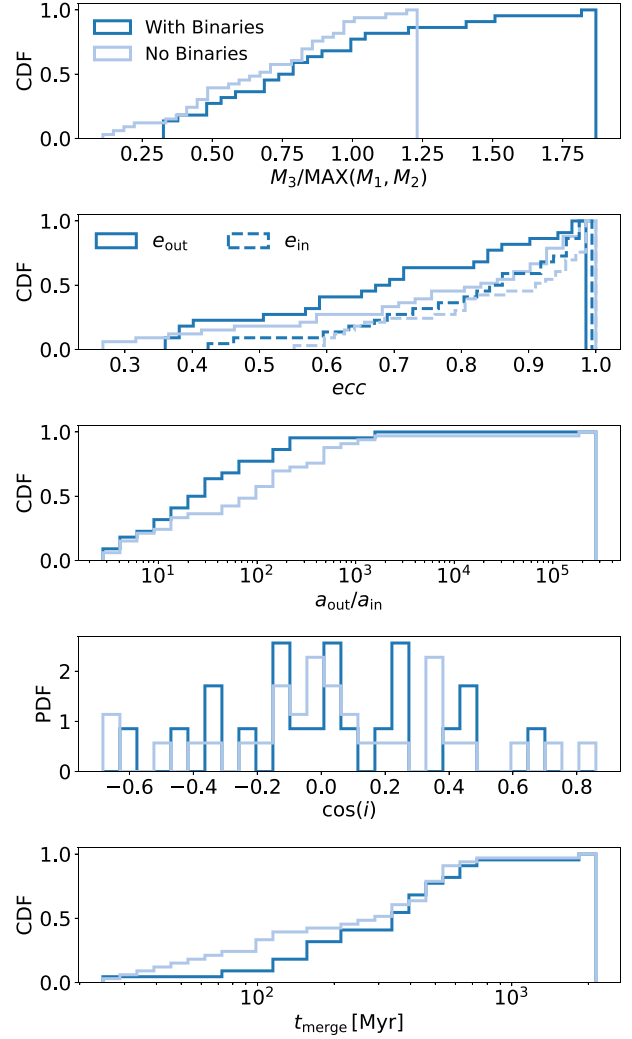 With Binaries
No Binaries
CDF
1.0
0.5
0.0
0.25 0.50 0.75 1.00 1.25 1.50 1.75
M₃/MAX(M₁, M₂)
e_out e_in
CDF
1.0
0.5
0.0
0.3 0.4 0.5 0.6 0.7 0.8 0.9 1.0
ecc
CDF
1.0
0.5
0.0
10¹ 10² 10³ 10⁴ 10⁵
a_out/a_in
PDF
2
1
0
−0.6 −0.4 −0.2 0.0 0.2 0.4 0.6 0.8
cos(i)
CDF
1.0
0.5
0.0
10² 10³
t_merge [Myr]